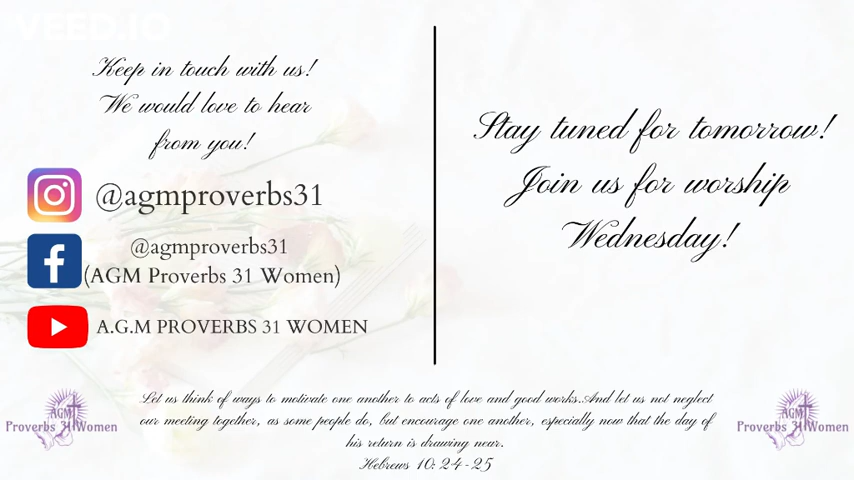 VEED.IO
Keep in touch with us!
We would love to hear
from you!
@agmproverbs31
@agmproverbs31
(AGM Proverbs 31 Women)
A.G.M PROVERBS 31 WOMEN
Stay tuned for tomorrow!
Join us for worship
Wednesday!
Let us think of ways to motivate one another to acts of love and good works.And let us not neglect
our meeting together, as some people do, but encourage one another, especially now that the day of
his return is drawing near.
Hebrews 10:24-25
AGM
Proverbs 31 Women
AGM
Proverbs 31 Women